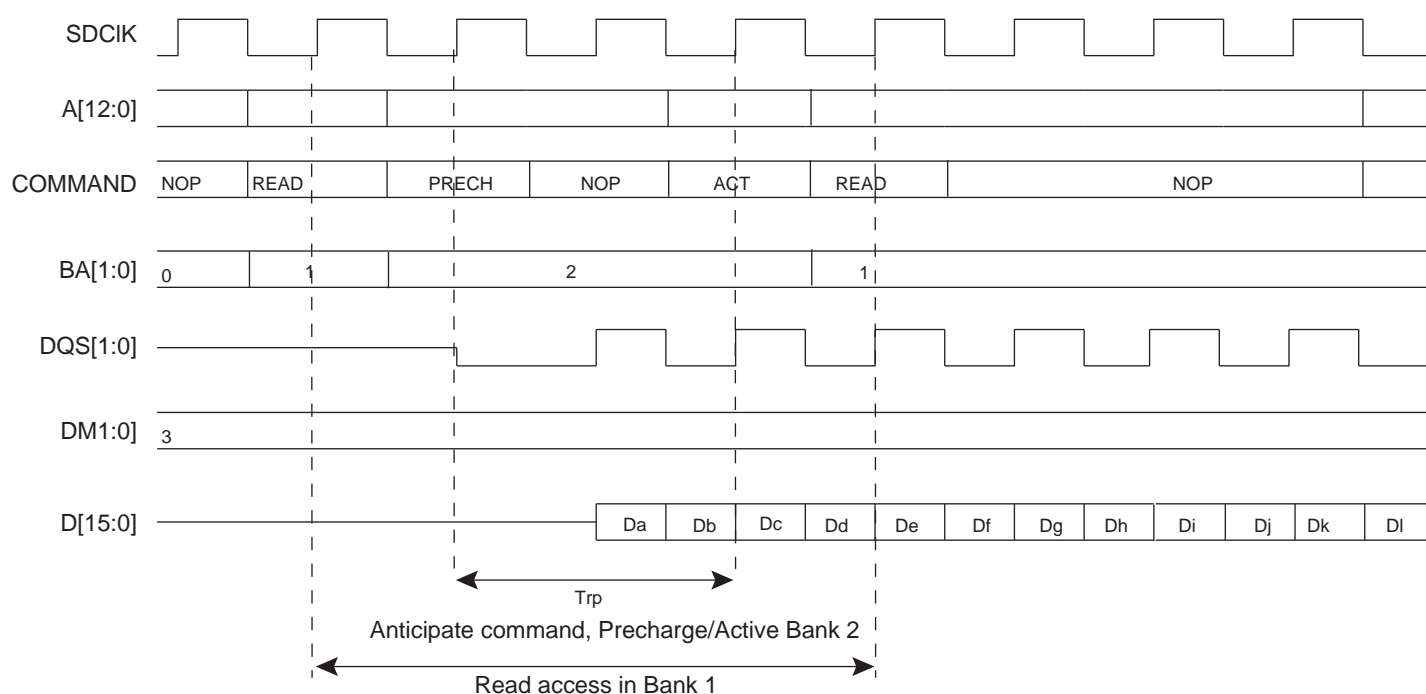 SDClK
A[12:0]
COMMAND NOP READ PRECH NOP ACT READ NOP
BA[1:0] 0 1 2 1
DQS[1:0]
DM1:0] 3
D[15:0] Da Db Dc Dd De Df Dg Dh Di Dj Dk Dl
Trp
Anticipate command, Precharge/Active Bank 2
Read access in Bank 1